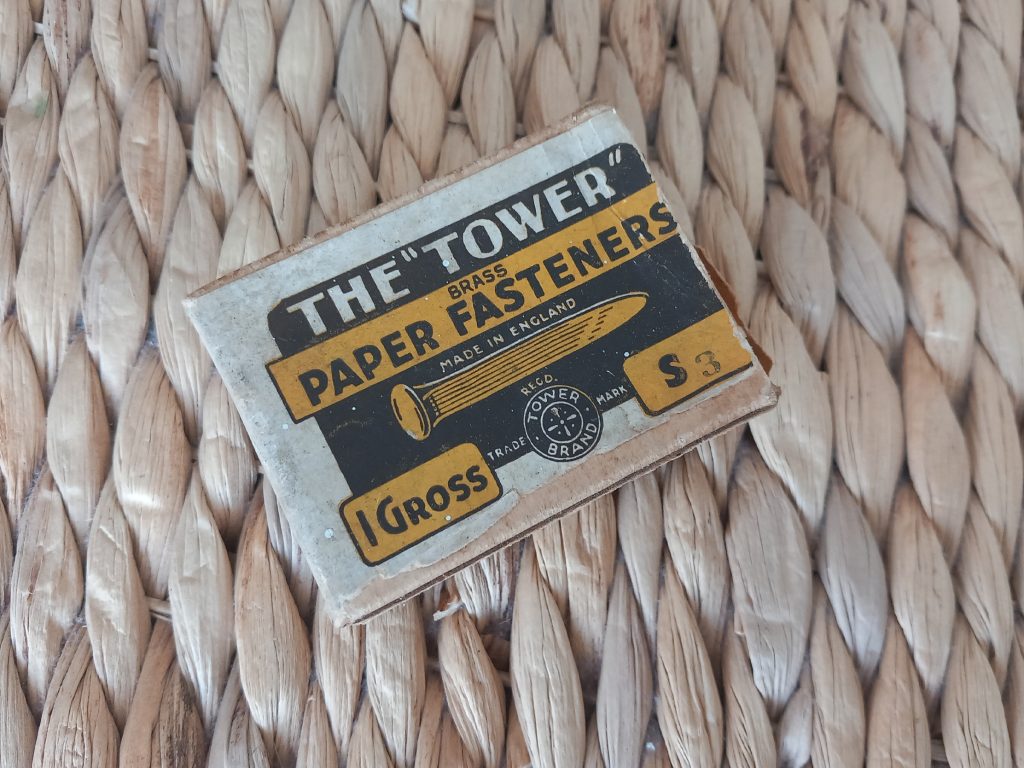 THE "TOWER"
BRASS
PAPER FASTENERS
MADE IN ENGLAND
S 3
REGD.
TRADE MARK
TOWER
BRAND
1 GROSS